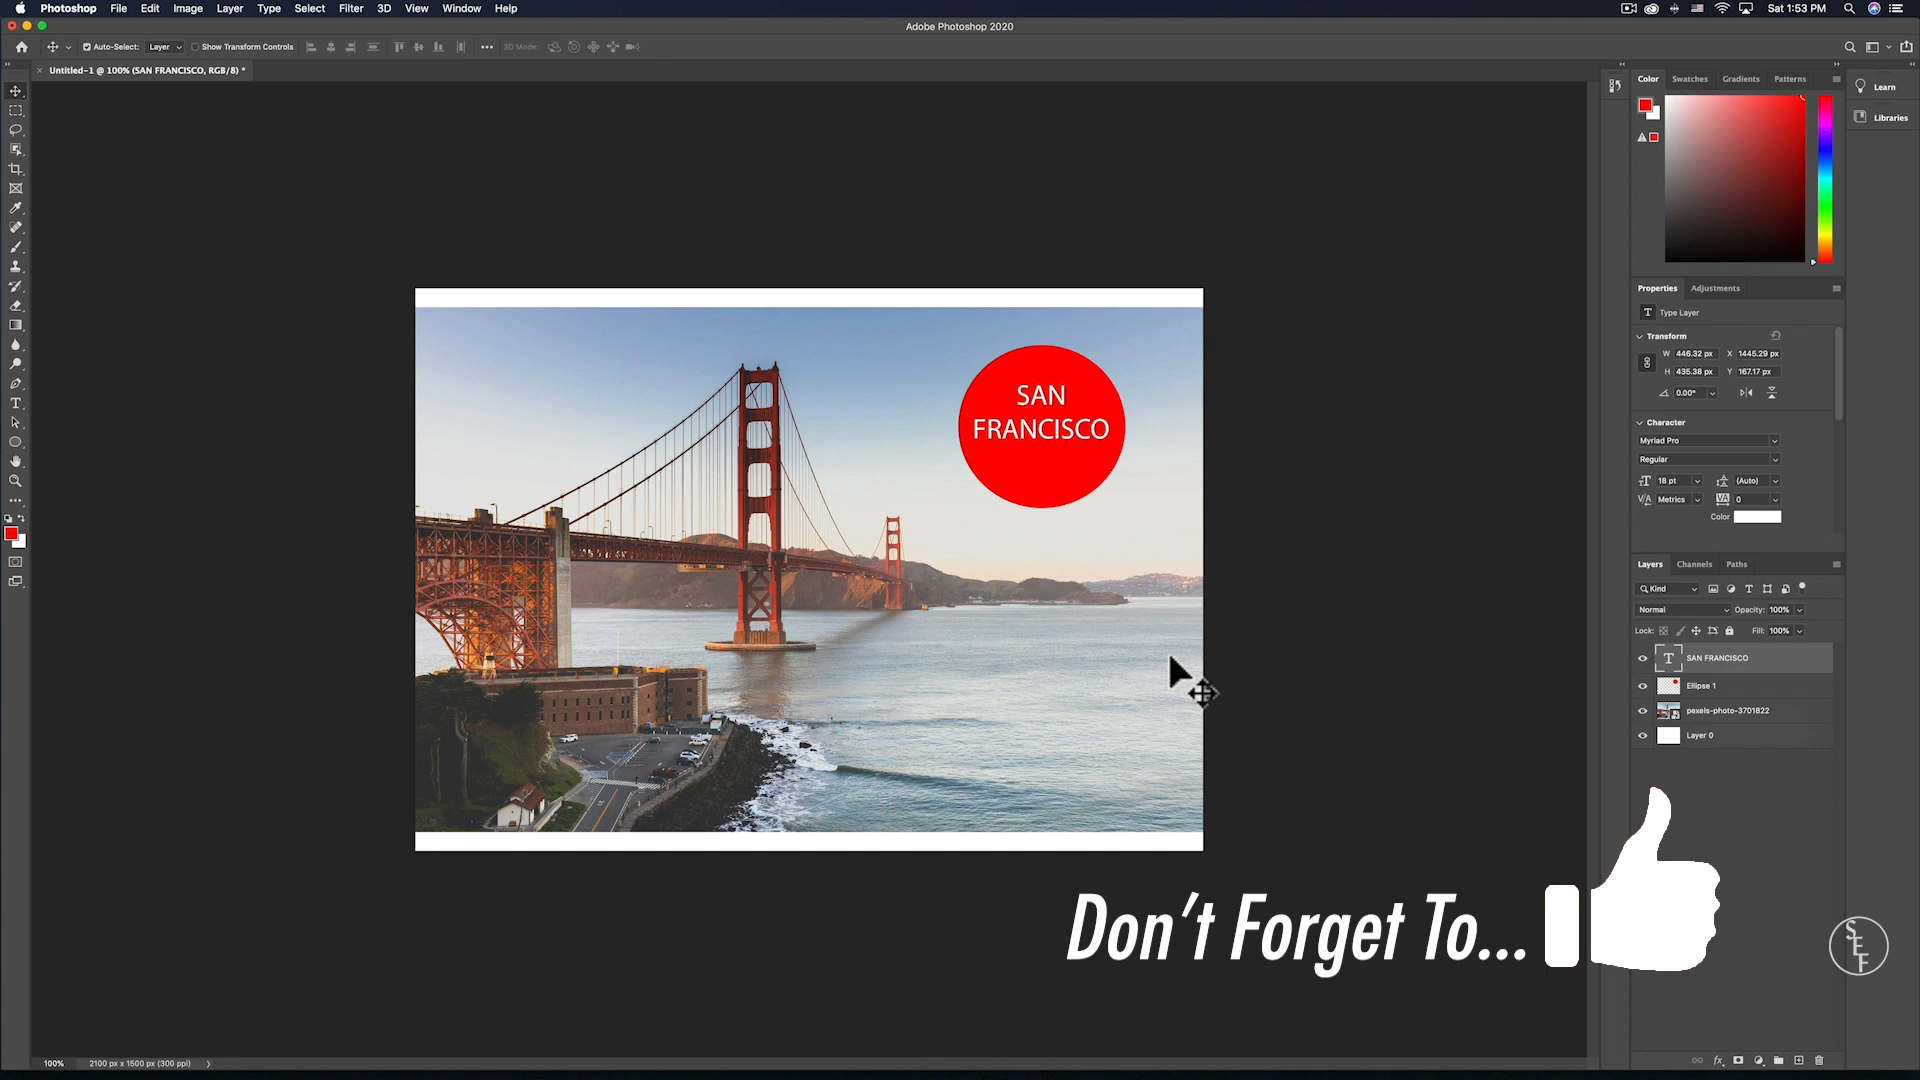 Photoshop File Edit Image Layer Type Select Filter 3D View Window Help Sat 1:53 PM
Adobe Photoshop 2020
Auto-Select: Layer Show Transform Controls 3D Mode:
Untitled-1 @ 100% (SAN FRANCISCO, RGB/8) *
Color Swatches Gradients Patterns
Learn
Libraries
SAN
FRANCISCO
Properties Adjustments
T Type Layer
Transform
W 446.32 px X 1445.29 px
H 435.38 px Y 167.17 px
0.00°
Character
Myriad Pro
Regular
18 pt (Auto)
Metrics 0
Color
Layers Channels Paths
Kind
Normal Opacity: 100%
Lock: Fill: 100%
T SAN FRANCISCO
Ellipse 1
pexels-photo-3701822
Layer 0
Don't Forget To...
SELF
100% 2100 px x 1500 px (300 ppi)
fx